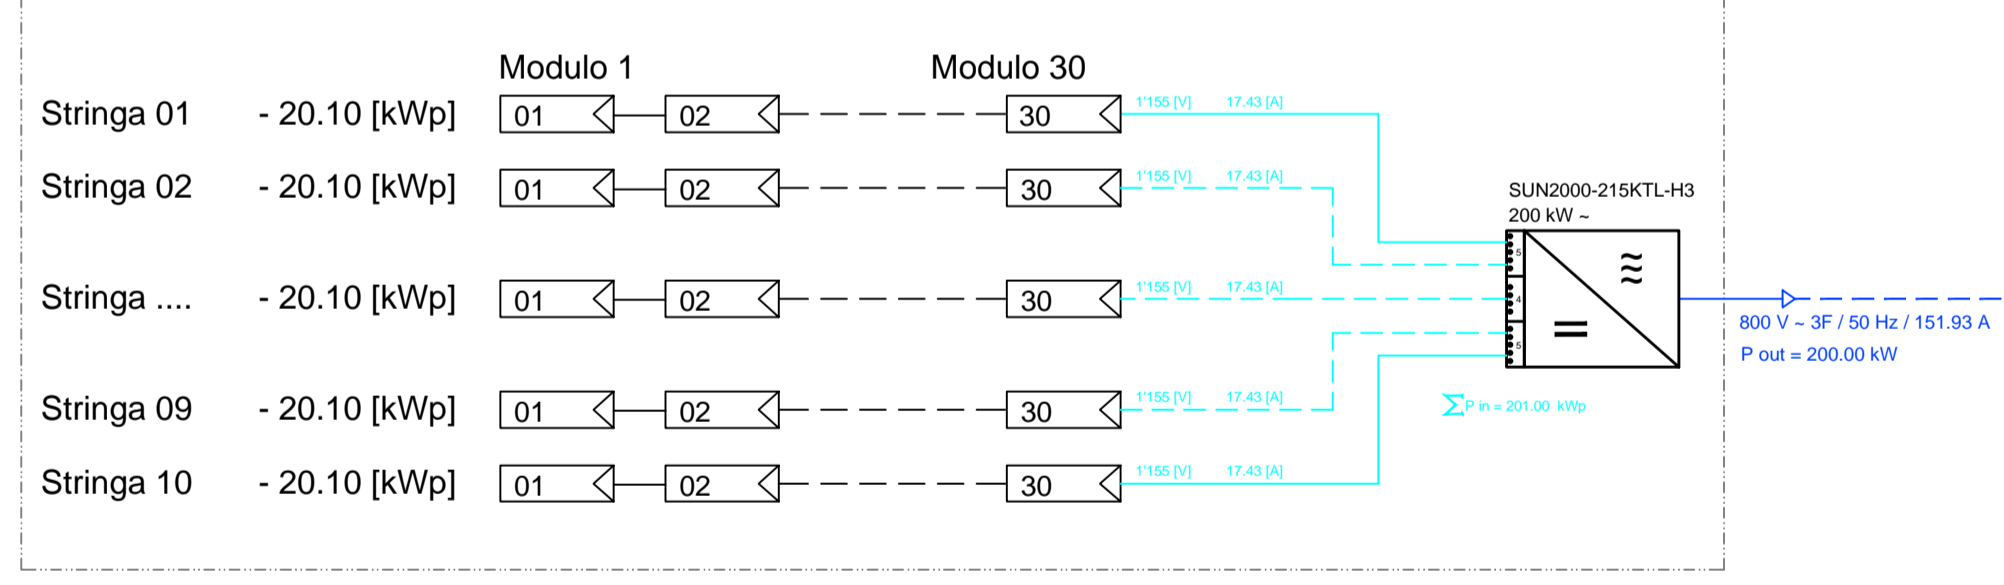 Modulo 1 Modulo 30
Stringa 01 - 20.10 [kWp] 01 02 30 1'155 [V] 17.43 [A]
Stringa 02 - 20.10 [kWp] 01 02 30 1'155 [V] 17.43 [A]
SUN2000-215KTL-H3
200 kW ~
5
Stringa .... - 20.10 [kWp] 01 02 30 1'155 [V] 17.43 [A]
4
800 V ~ 3F / 50 Hz / 151.93 A
5
P out = 200.00 kW
Stringa 09 - 20.10 [kWp] 01 02 30 1'155 [V] 17.43 [A]
∑ P in = 201.00 kWp
Stringa 10 - 20.10 [kWp] 01 02 30 1'155 [V] 17.43 [A]